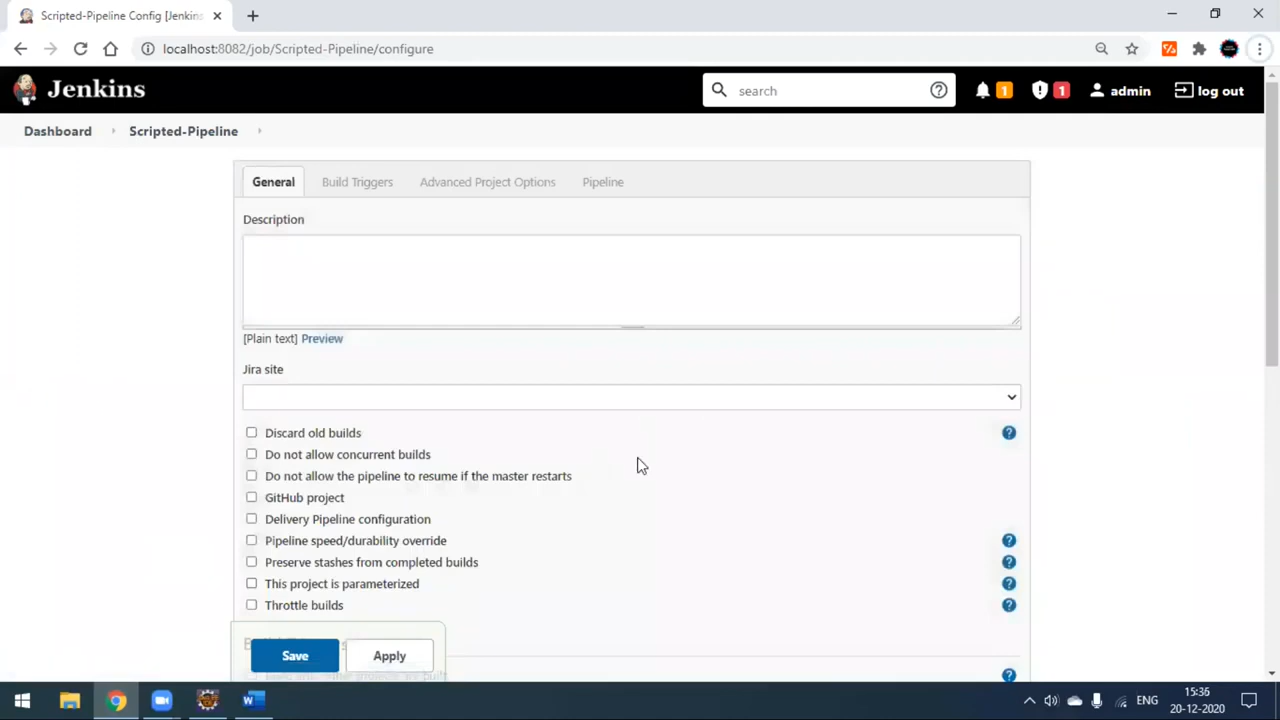 Scripted-Pipeline Config [Jenkins
localhost:8082/job/Scripted-Pipeline/configure
Jenkins
search
1
1
admin
log out
Dashboard
Scripted-Pipeline
General
Build Triggers
Advanced Project Options
Pipeline
Description
[Plain text] Preview
Jira site
Discard old builds
Do not allow concurrent builds
Do not allow the pipeline to resume if the master restarts
GitHub project
Delivery Pipeline configuration
Pipeline speed/durability override
Preserve stashes from completed builds
This project is parameterized
Throttle builds
Save
Apply
ENG
15:36
20-12-2020